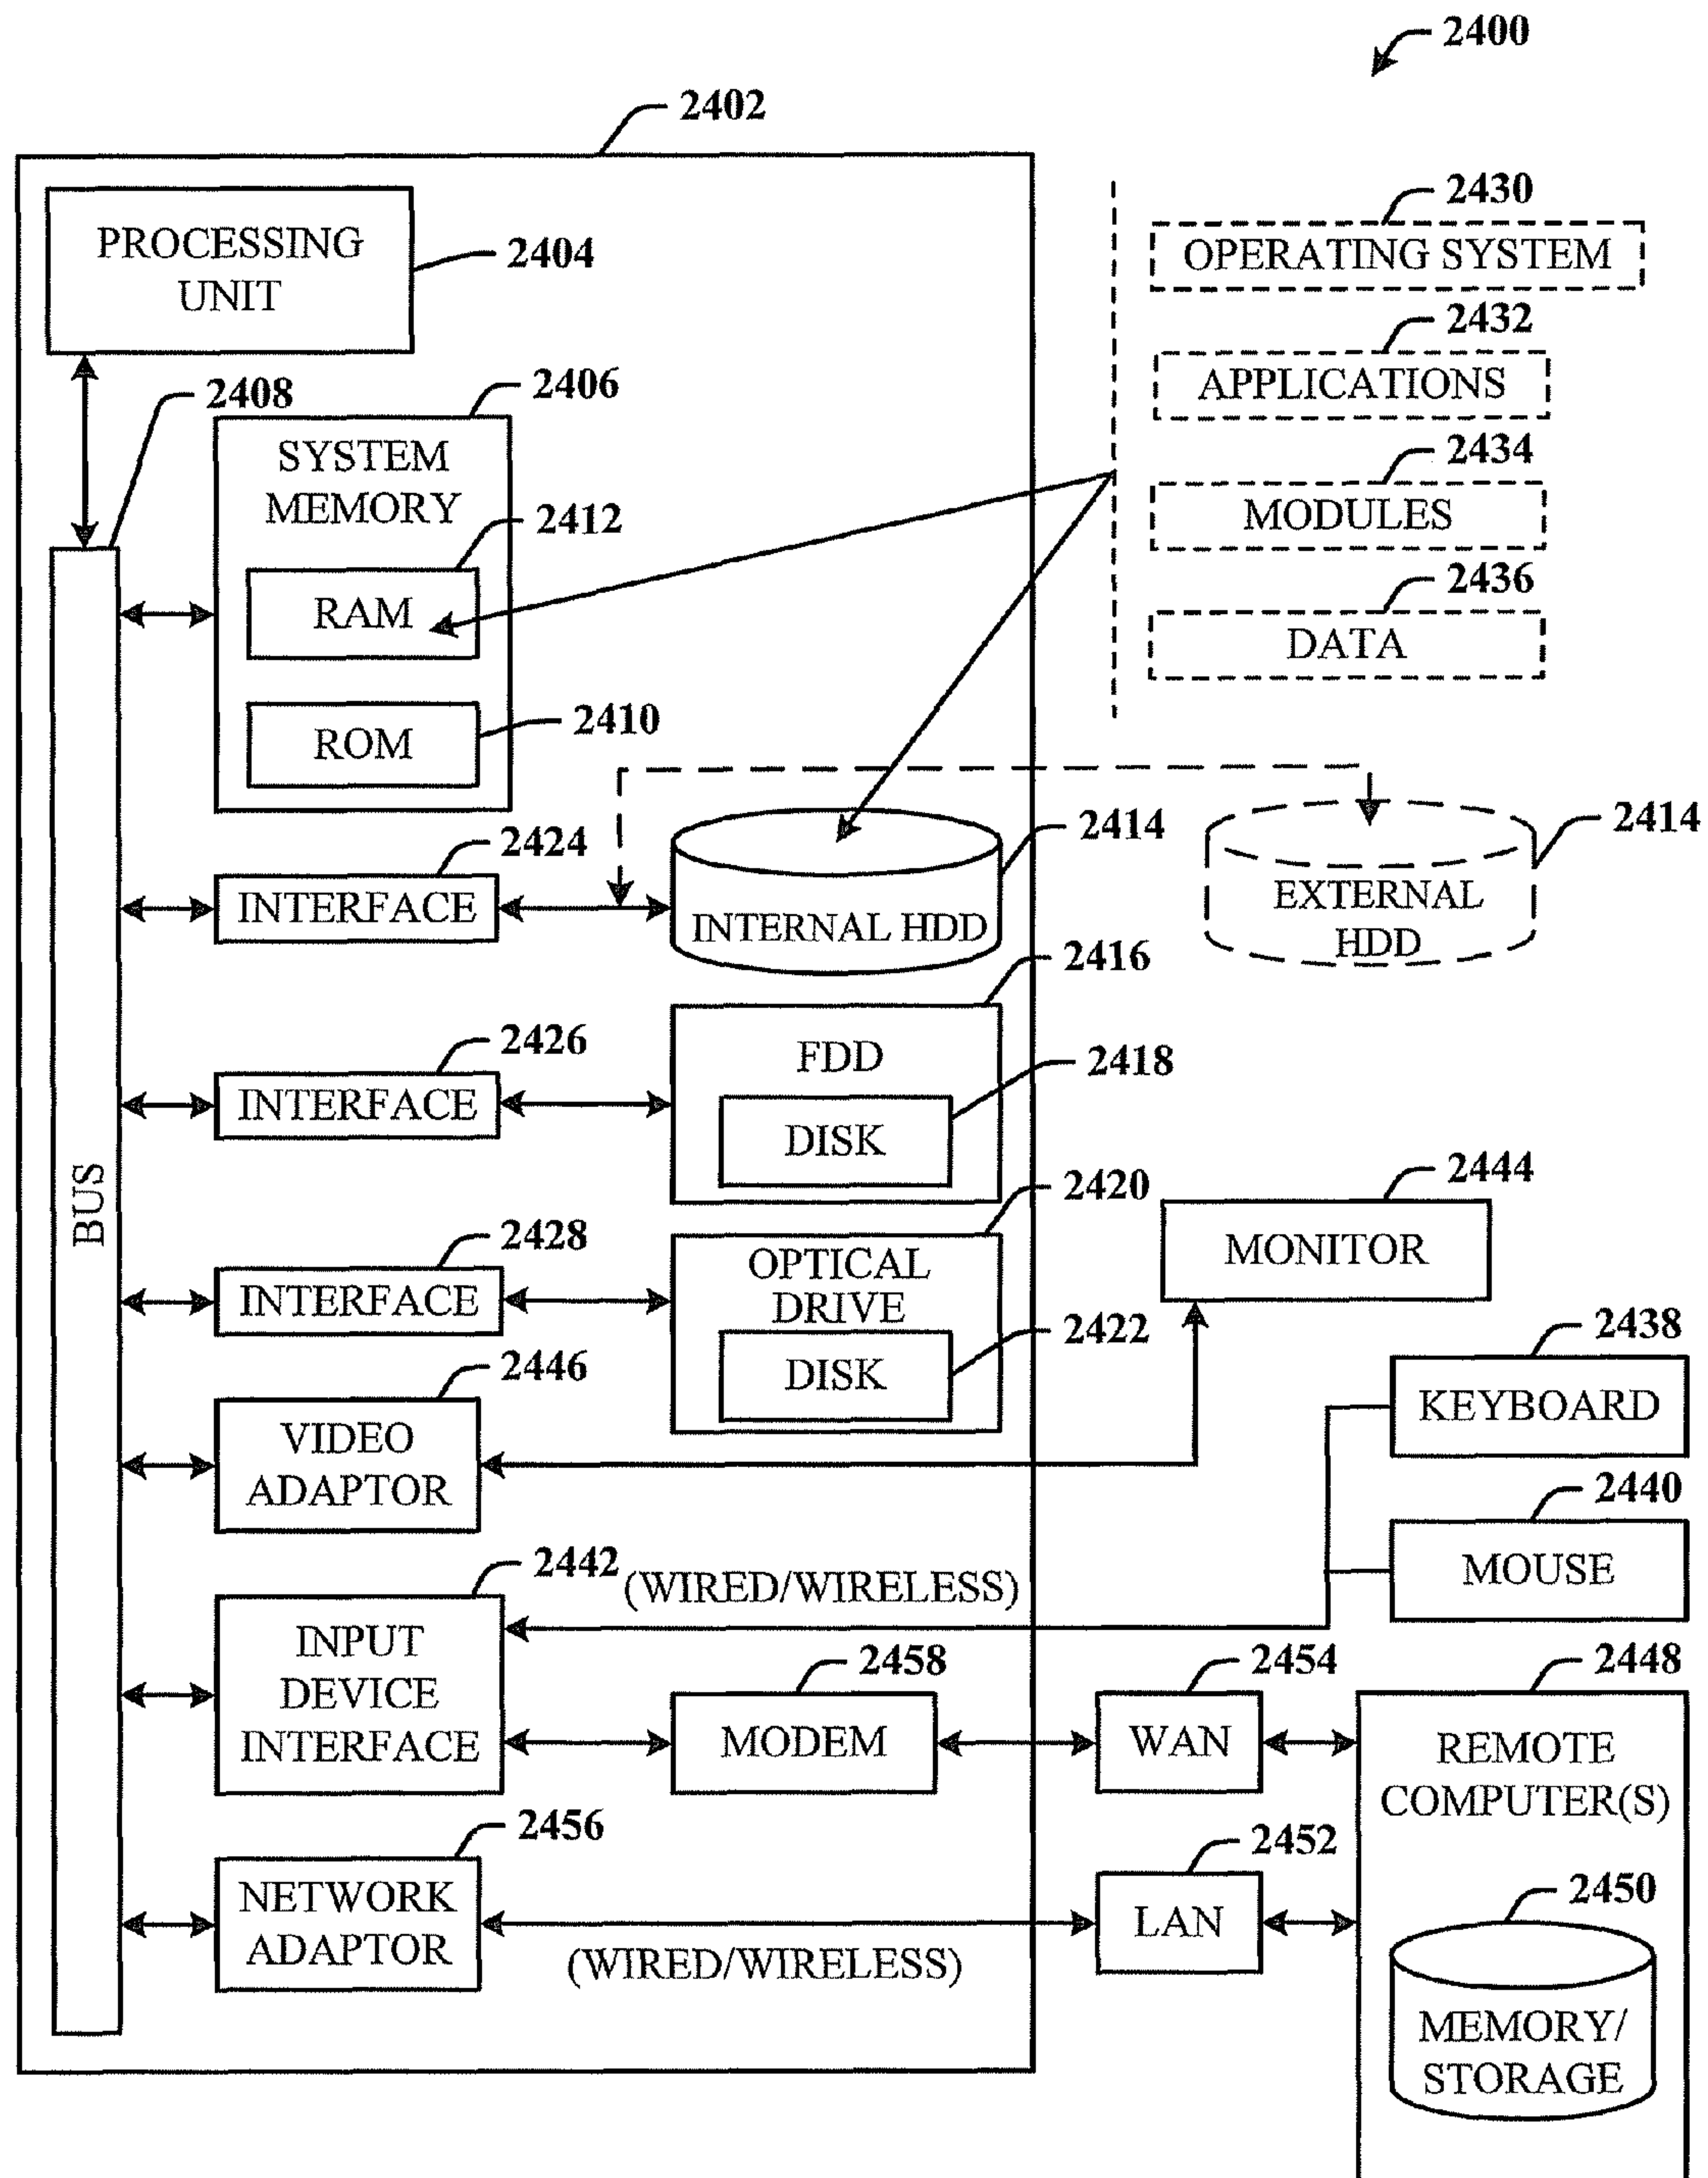 2400
2402
PROCESSING
UNIT
2404
2430
OPERATING SYSTEM
2432
APPLICATIONS
2434
MODULES
2436
DATA
2408
2406
SYSTEM
MEMORY
2412
RAM
2410
ROM
BUS
2424
INTERFACE
2414
INTERNAL HDD
2414
EXTERNAL
HDD
2416
2426
INTERFACE
FDD
2418
DISK
2420
2428
INTERFACE
OPTICAL
DRIVE
2422
DISK
2444
MONITOR
2438
KEYBOARD
2446
VIDEO
ADAPTOR
2440
MOUSE
2442
(WIRED/WIRELESS)
INPUT
DEVICE
INTERFACE
2458
MODEM
2454
WAN
2448
REMOTE
COMPUTER(S)
2456
NETWORK
ADAPTOR
(WIRED/WIRELESS)
2452
LAN
2450
MEMORY/
STORAGE